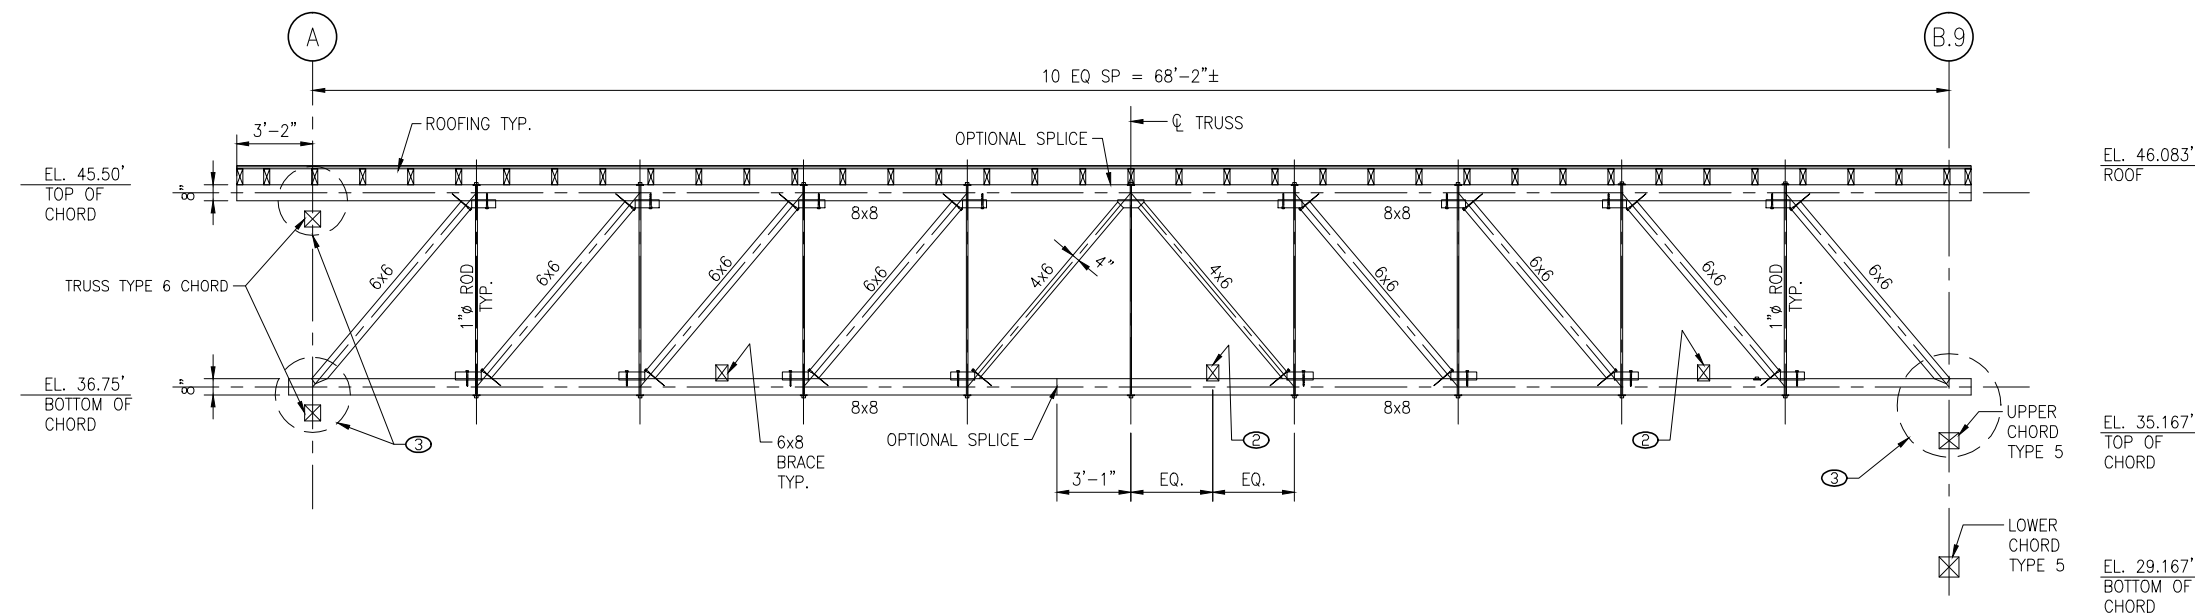 A
B.9
10 EQ SP = 68'-2"±
3'-2"
ROOFING TYP.
OPTIONAL SPLICE
℄ TRUSS
EL. 45.50'
TOP OF
CHORD
8"
EL. 46.083'
ROOF
8x8
8x8
TRUSS TYPE 6 CHORD
6x6
1"ø ROD
TYP.
6x6
6x6
6x6
4x6
4"
4x6
6x6
6x6
6x6
1"ø ROD
TYP.
6x6
EL. 36.75'
BOTTOM OF
CHORD
8"
8x8
8x8
3
6x8
BRACE
TYP.
OPTIONAL SPLICE
2
2
3
UPPER
CHORD
TYPE 5
EL. 35.167'
TOP OF
CHORD
3'-1"
EQ.
EQ.
LOWER
CHORD
TYPE 5
EL. 29.167'
BOTTOM OF
CHORD